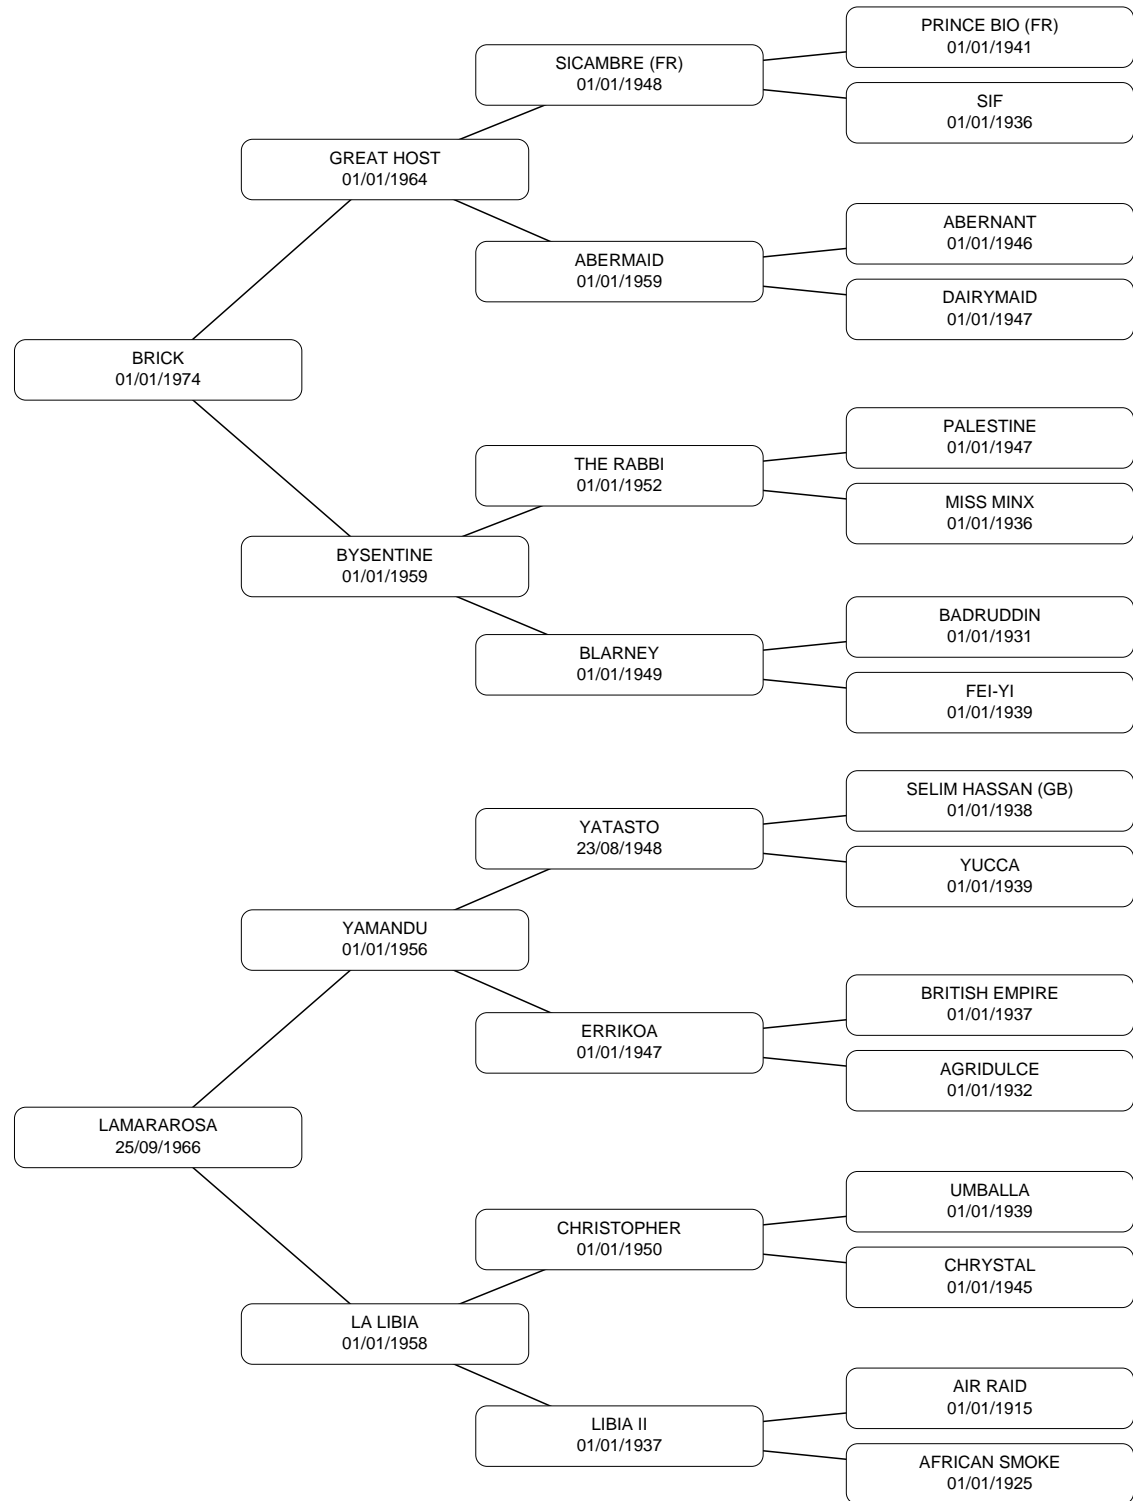 PRINCE BIO (FR)
01/01/1941
SICAMBRE (FR)
01/01/1948
SIF
01/01/1936
GREAT HOST
01/01/1964
ABERNANT
01/01/1946
ABERMAID
01/01/1959
DAIRYMAID
01/01/1947
BRICK
01/01/1974
PALESTINE
01/01/1947
THE RABBI
01/01/1952
MISS MINX
01/01/1936
BYSENTINE
01/01/1959
BADRUDDIN
01/01/1931
BLARNEY
01/01/1949
FEI-YI
01/01/1939
SELIM HASSAN (GB)
01/01/1938
YATASTO
23/08/1948
YUCCA
01/01/1939
YAMANDU
01/01/1956
BRITISH EMPIRE
01/01/1937
ERRIKOA
01/01/1947
AGRIDULCE
01/01/1932
LAMARAROSA
25/09/1966
UMBALLA
01/01/1939
CHRISTOPHER
01/01/1950
CHRYSTAL
01/01/1945
LA LIBIA
01/01/1958
AIR RAID
01/01/1915
LIBIA II
01/01/1937
AFRICAN SMOKE
01/01/1925